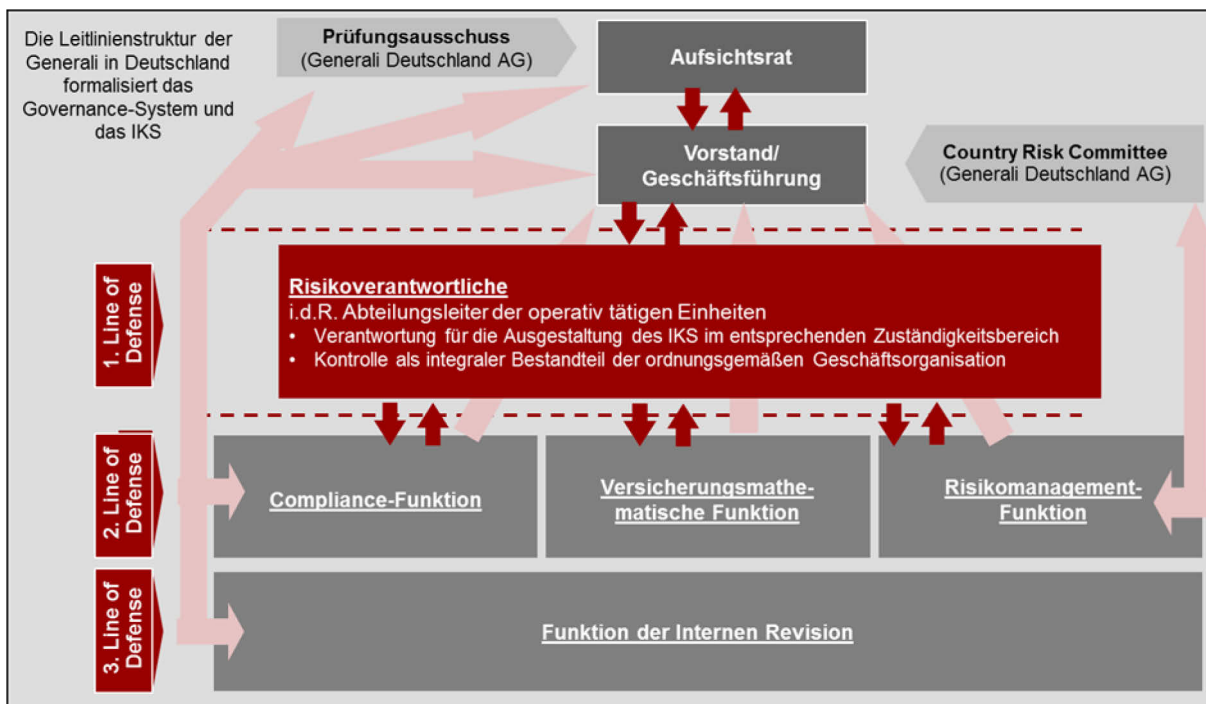 Die Leitlinienstruktur der
Generali in Deutschland
formalisiert das
Governance-System und
das IKS
Prüfungsausschuss
(Generali Deutschland AG)
Aufsichtsrat
Vorstand/
Geschäftsführung
Country Risk Committee
(Generali Deutschland AG)
1. Line of
Defense
Risikoverantwortliche
i.d.R. Abteilungsleiter der operativ tätigen Einheiten
• Verantwortung für die Ausgestaltung des IKS im entsprechenden Zuständigkeitsbereich
• Kontrolle als integraler Bestandteil der ordnungsgemäßen Geschäftsorganisation
2. Line of
Defense
Compliance-Funktion
Versicherungsmathe-
matische Funktion
Risikomanagement-
Funktion
3. Line of
Defense
Funktion der Internen Revision